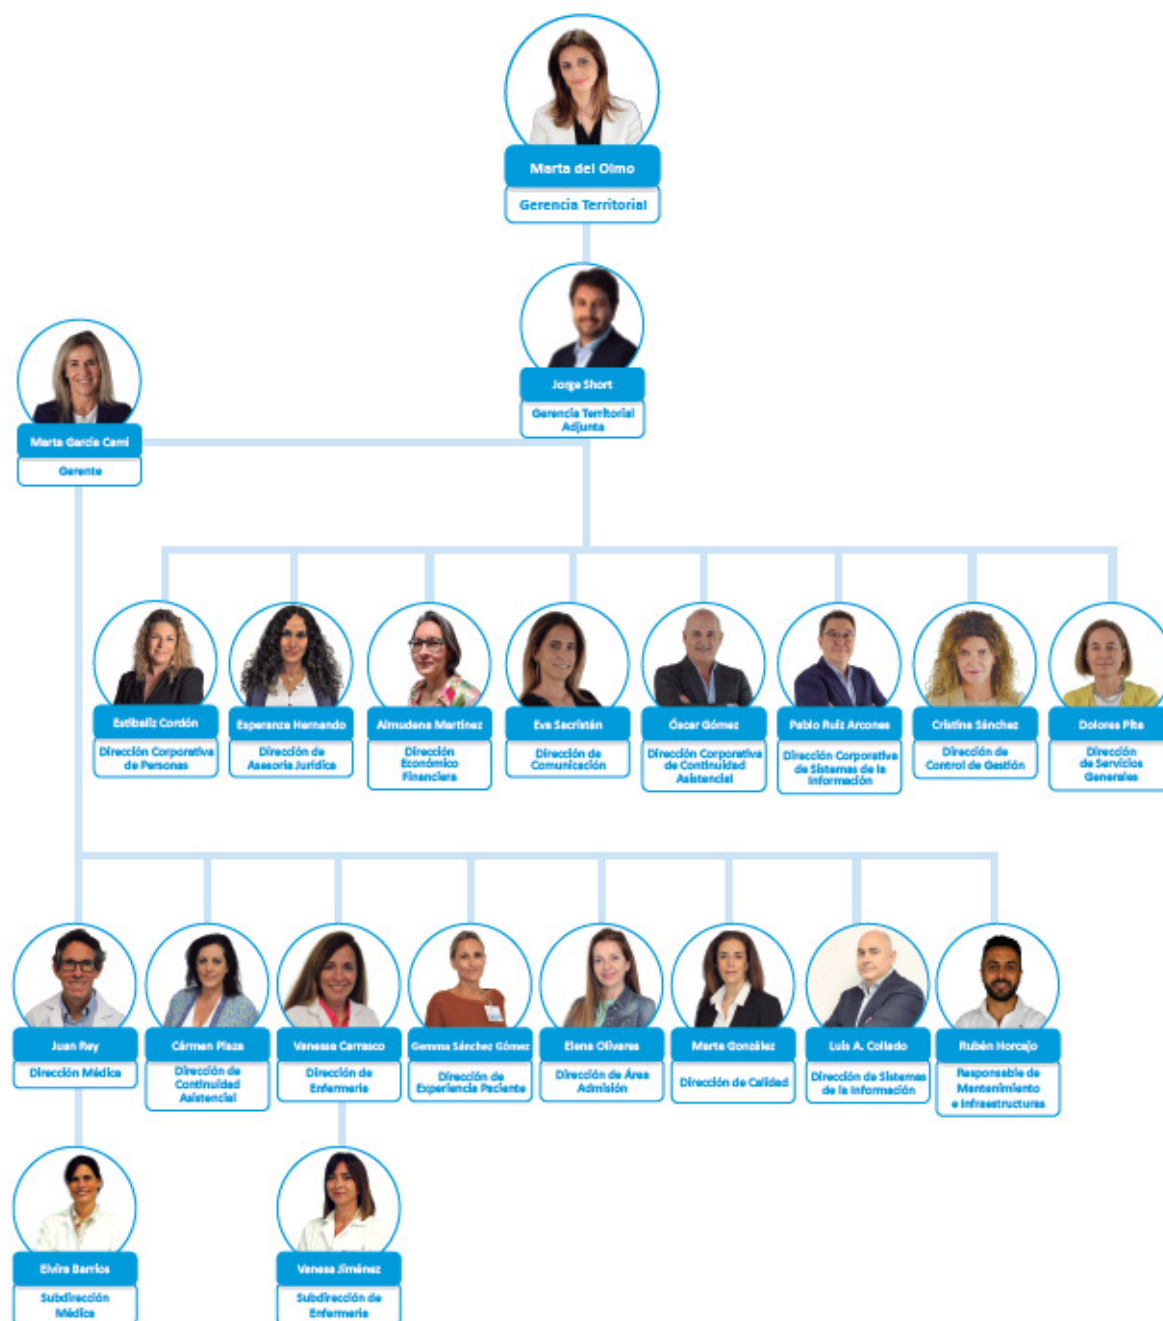 Marta del Olmo
Gerencia Territorial
Jorge Short
Gerencia Territorial
Adjunta
Marta García Cami
Gerente
Estibaliz Cordón
Dirección Corporativa
de Personas
Esperanza Hernando
Dirección de
Asesoría Jurídica
Almudena Martínez
Dirección
Económico
Financiera
Eva Sacristán
Dirección de
Comunicación
Óscar Gómez
Dirección Corporativa
de Continuidad
Asistencial
Pablo Ruiz Arcones
Dirección Corporativa
de Sistemas de la
Información
Cristina Sánchez
Dirección de
Control de Gestión
Dolores Pita
Dirección
de Servicios
Generales
Juan Rey
Dirección Médica
Cármen Plaza
Dirección de
Continuidad
Asistencial
Vanessa Carrasco
Dirección de
Enfermería
Gemma Sánchez Gómez
Dirección de
Experiencia Paciente
Elena Olivares
Dirección de Área
Admisión
Marta González
Dirección de Calidad
Luis A. Collado
Dirección de Sistemas
de la Información
Rubén Horcajo
Responsable de
Mantenimiento
e Infraestructuras
Elvira Barrios
Subdirección
Médica
Vanesa Jiménez
Subdirección de
Enfermería